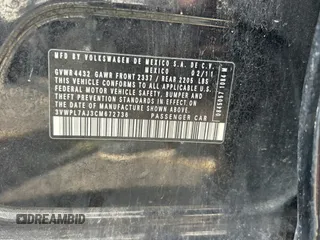 MFD BY VOLKSWAGEN DE MEXICO S.A. DE C.V.
MEXICO 02/11
GVWR 4432 GAWR FRONT 2337 / REAR 2205 LBS
THIS VEHICLE CONFORMS TO ALL APPLICABLE
FEDERAL MOTOR VEHICLE SAFETY, BUMPER AND
THEFT PREVENTION STANDARDS IN EFFECT ON
THE DATE OF MANUFACTURE SHOWN ABOVE.
3VWPL7AJ3CM672730
PASSENGER CAR
DREAMBID